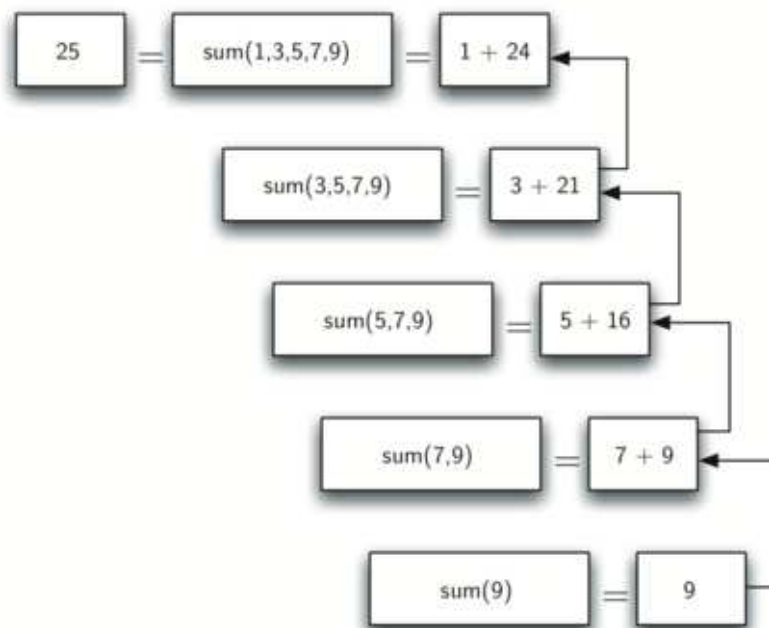 25 = sum(1,3,5,7,9) = 1 + 24
sum(3,5,7,9) = 3 + 21
sum(5,7,9) = 5 + 16
sum(7,9) = 7 + 9
sum(9) = 9